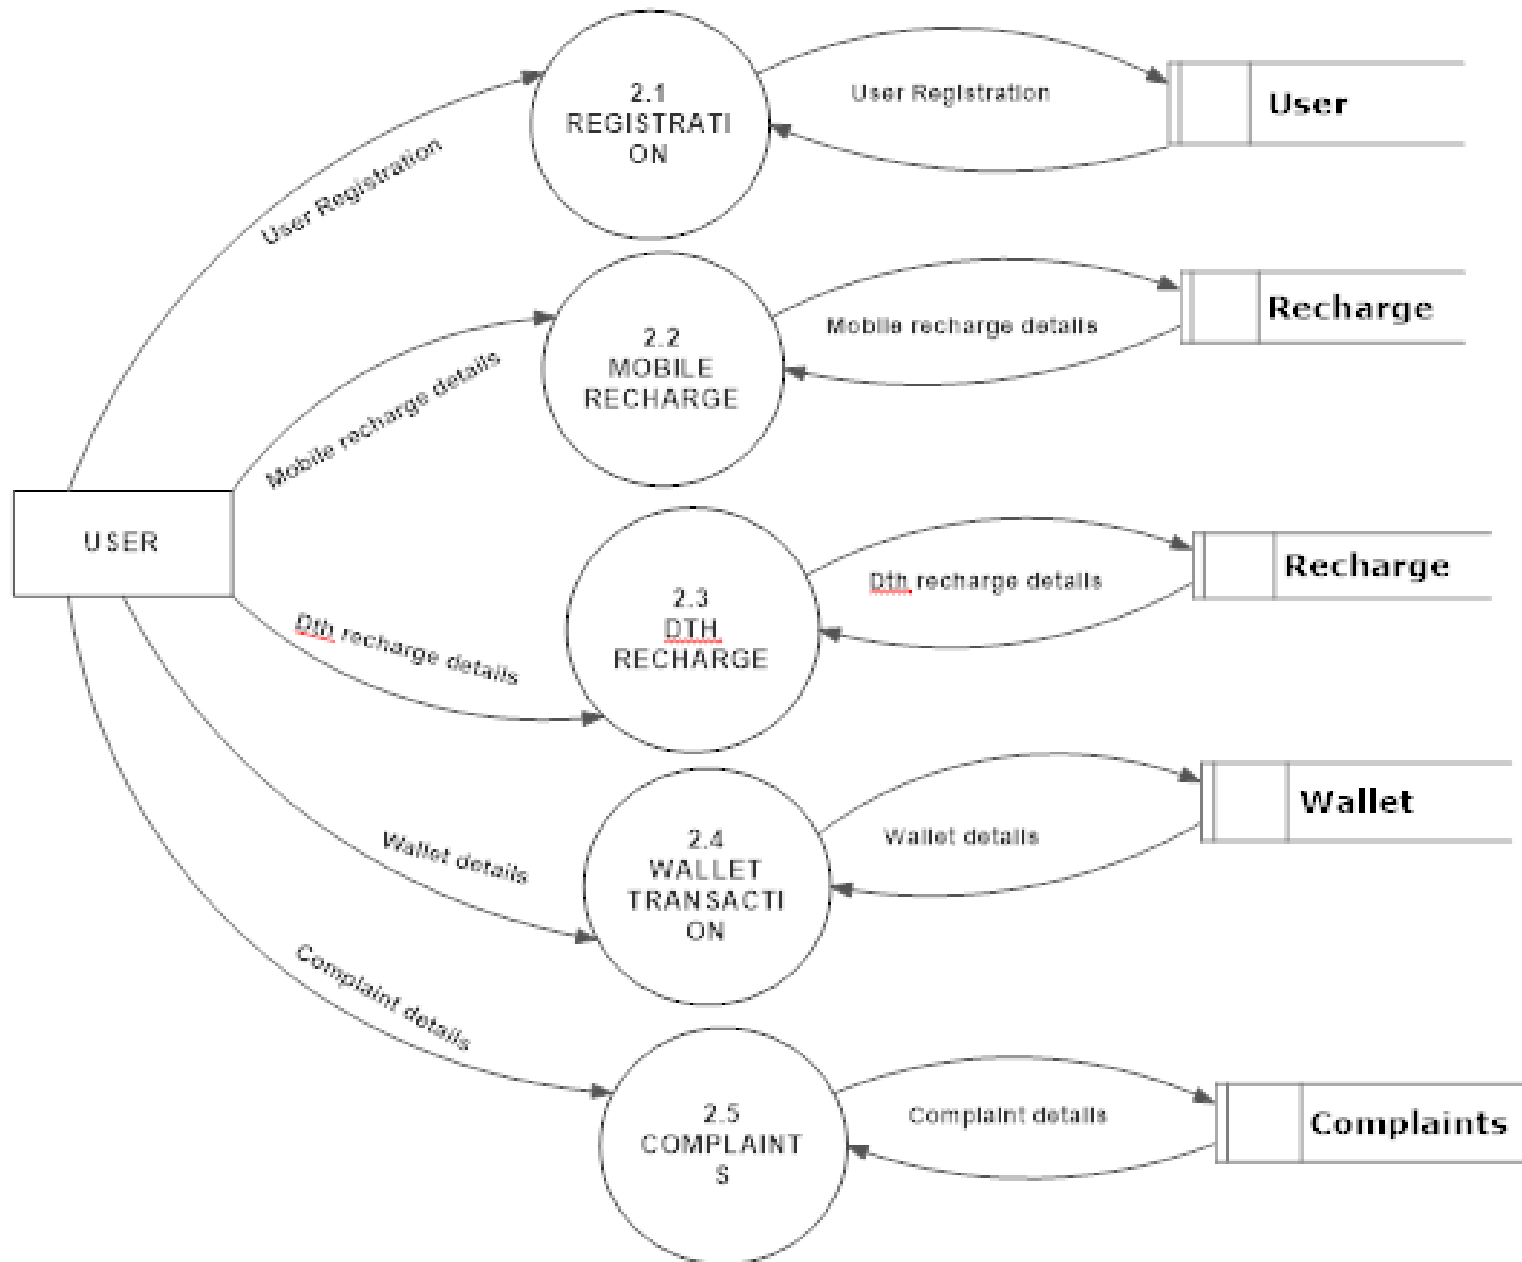 2.1
REGISTRATI
ON
User Registration
User
User Registration
2.2
MOBILE
RECHARGE
Mobile recharge details
Recharge
Mobile recharge details
USER
2.3
DTH
RECHARGE
Dth recharge details
Recharge
Dth recharge details
2.4
WALLET
TRANSACTI
ON
Wallet details
Wallet
Wallet details
Complaint details
2.5
COMPLAINT
S
Complaint details
Complaints